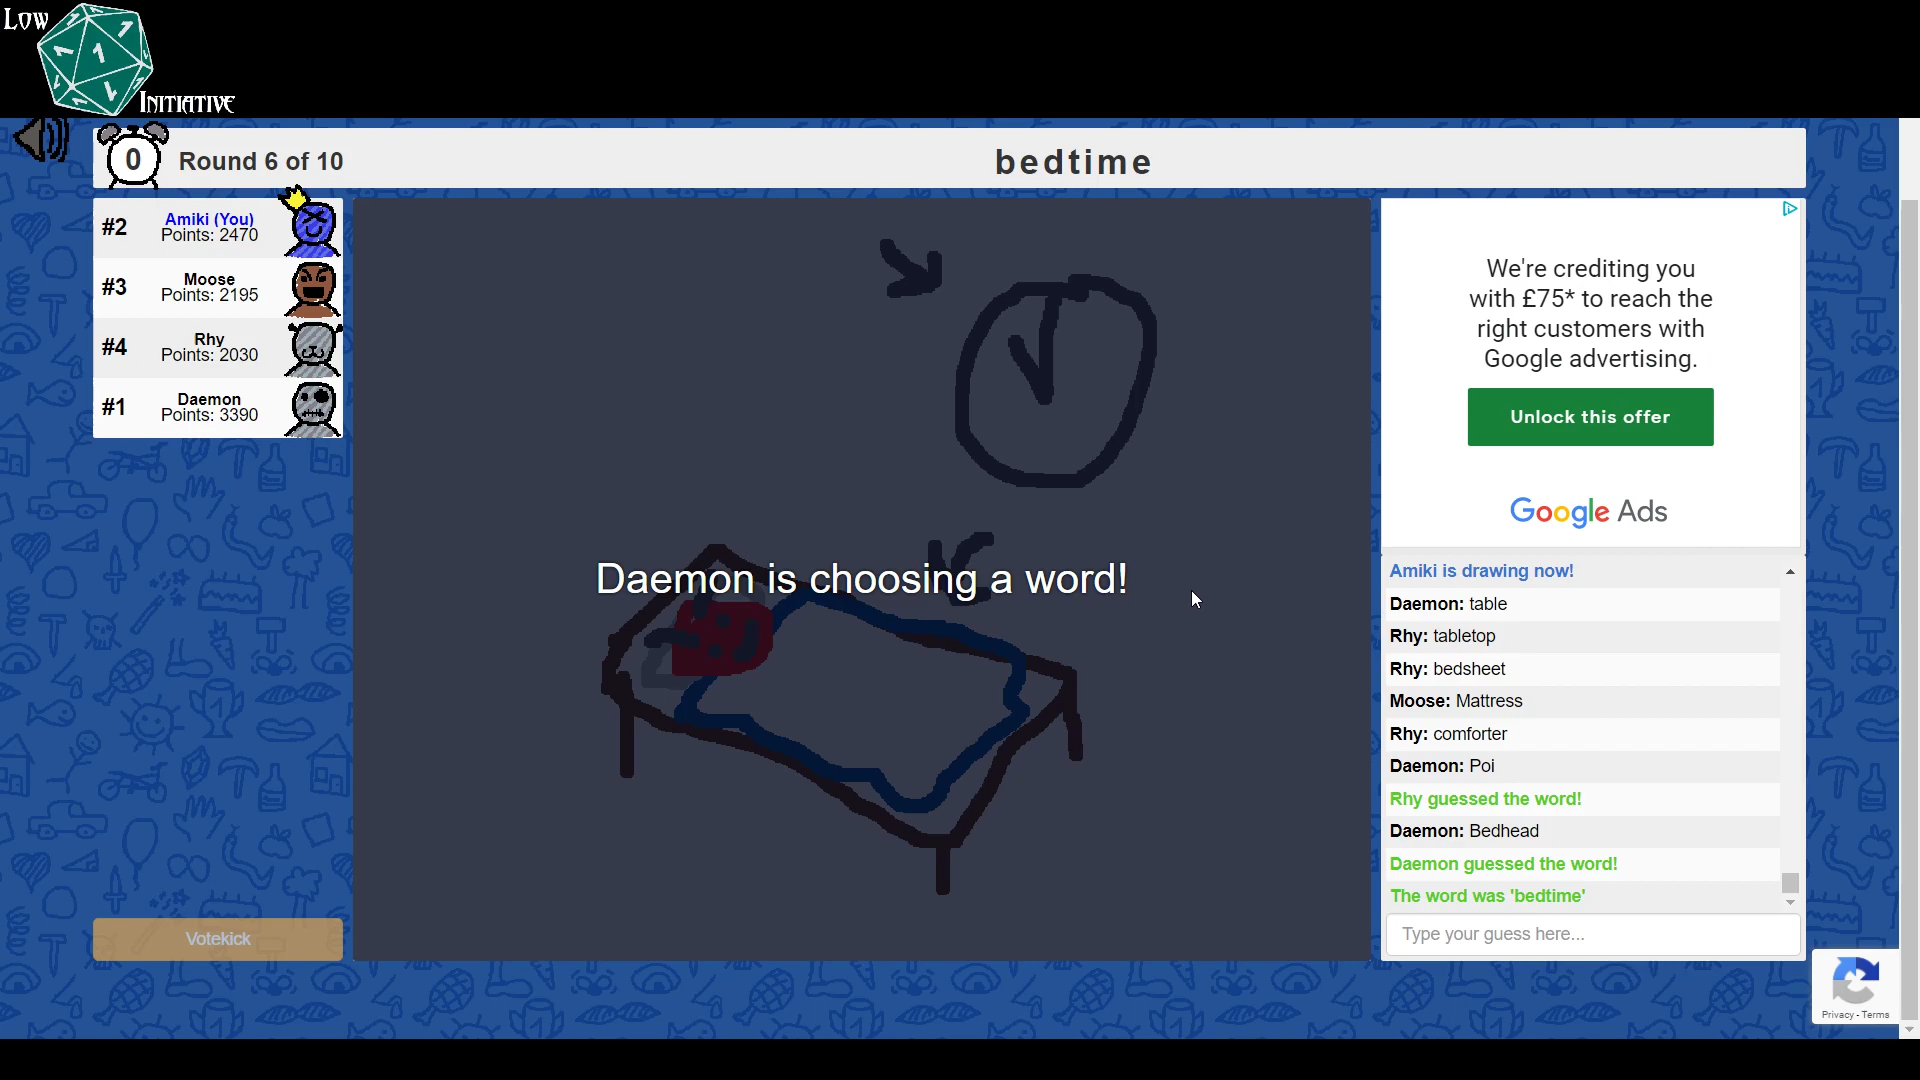 Low
1 1 1 1
Initiative
0
Round 6 of 10
bedtime
#2
Amiki (You)
Points: 2470
#3
Moose
Points: 2195
#4
Rhy
Points: 2030
#1
Daemon
Points: 3390
Votekick
Daemon is choosing a word!
We're crediting you
with £75* to reach the
right customers with
Google advertising.
Unlock this offer
Google Ads
Amiki is drawing now!
Daemon: table
Rhy: tabletop
Rhy: bedsheet
Moose: Mattress
Rhy: comforter
Daemon: Poi
Rhy guessed the word!
Daemon: Bedhead
Daemon guessed the word!
The word was 'bedtime'
Type your guess here...
Privacy - Terms